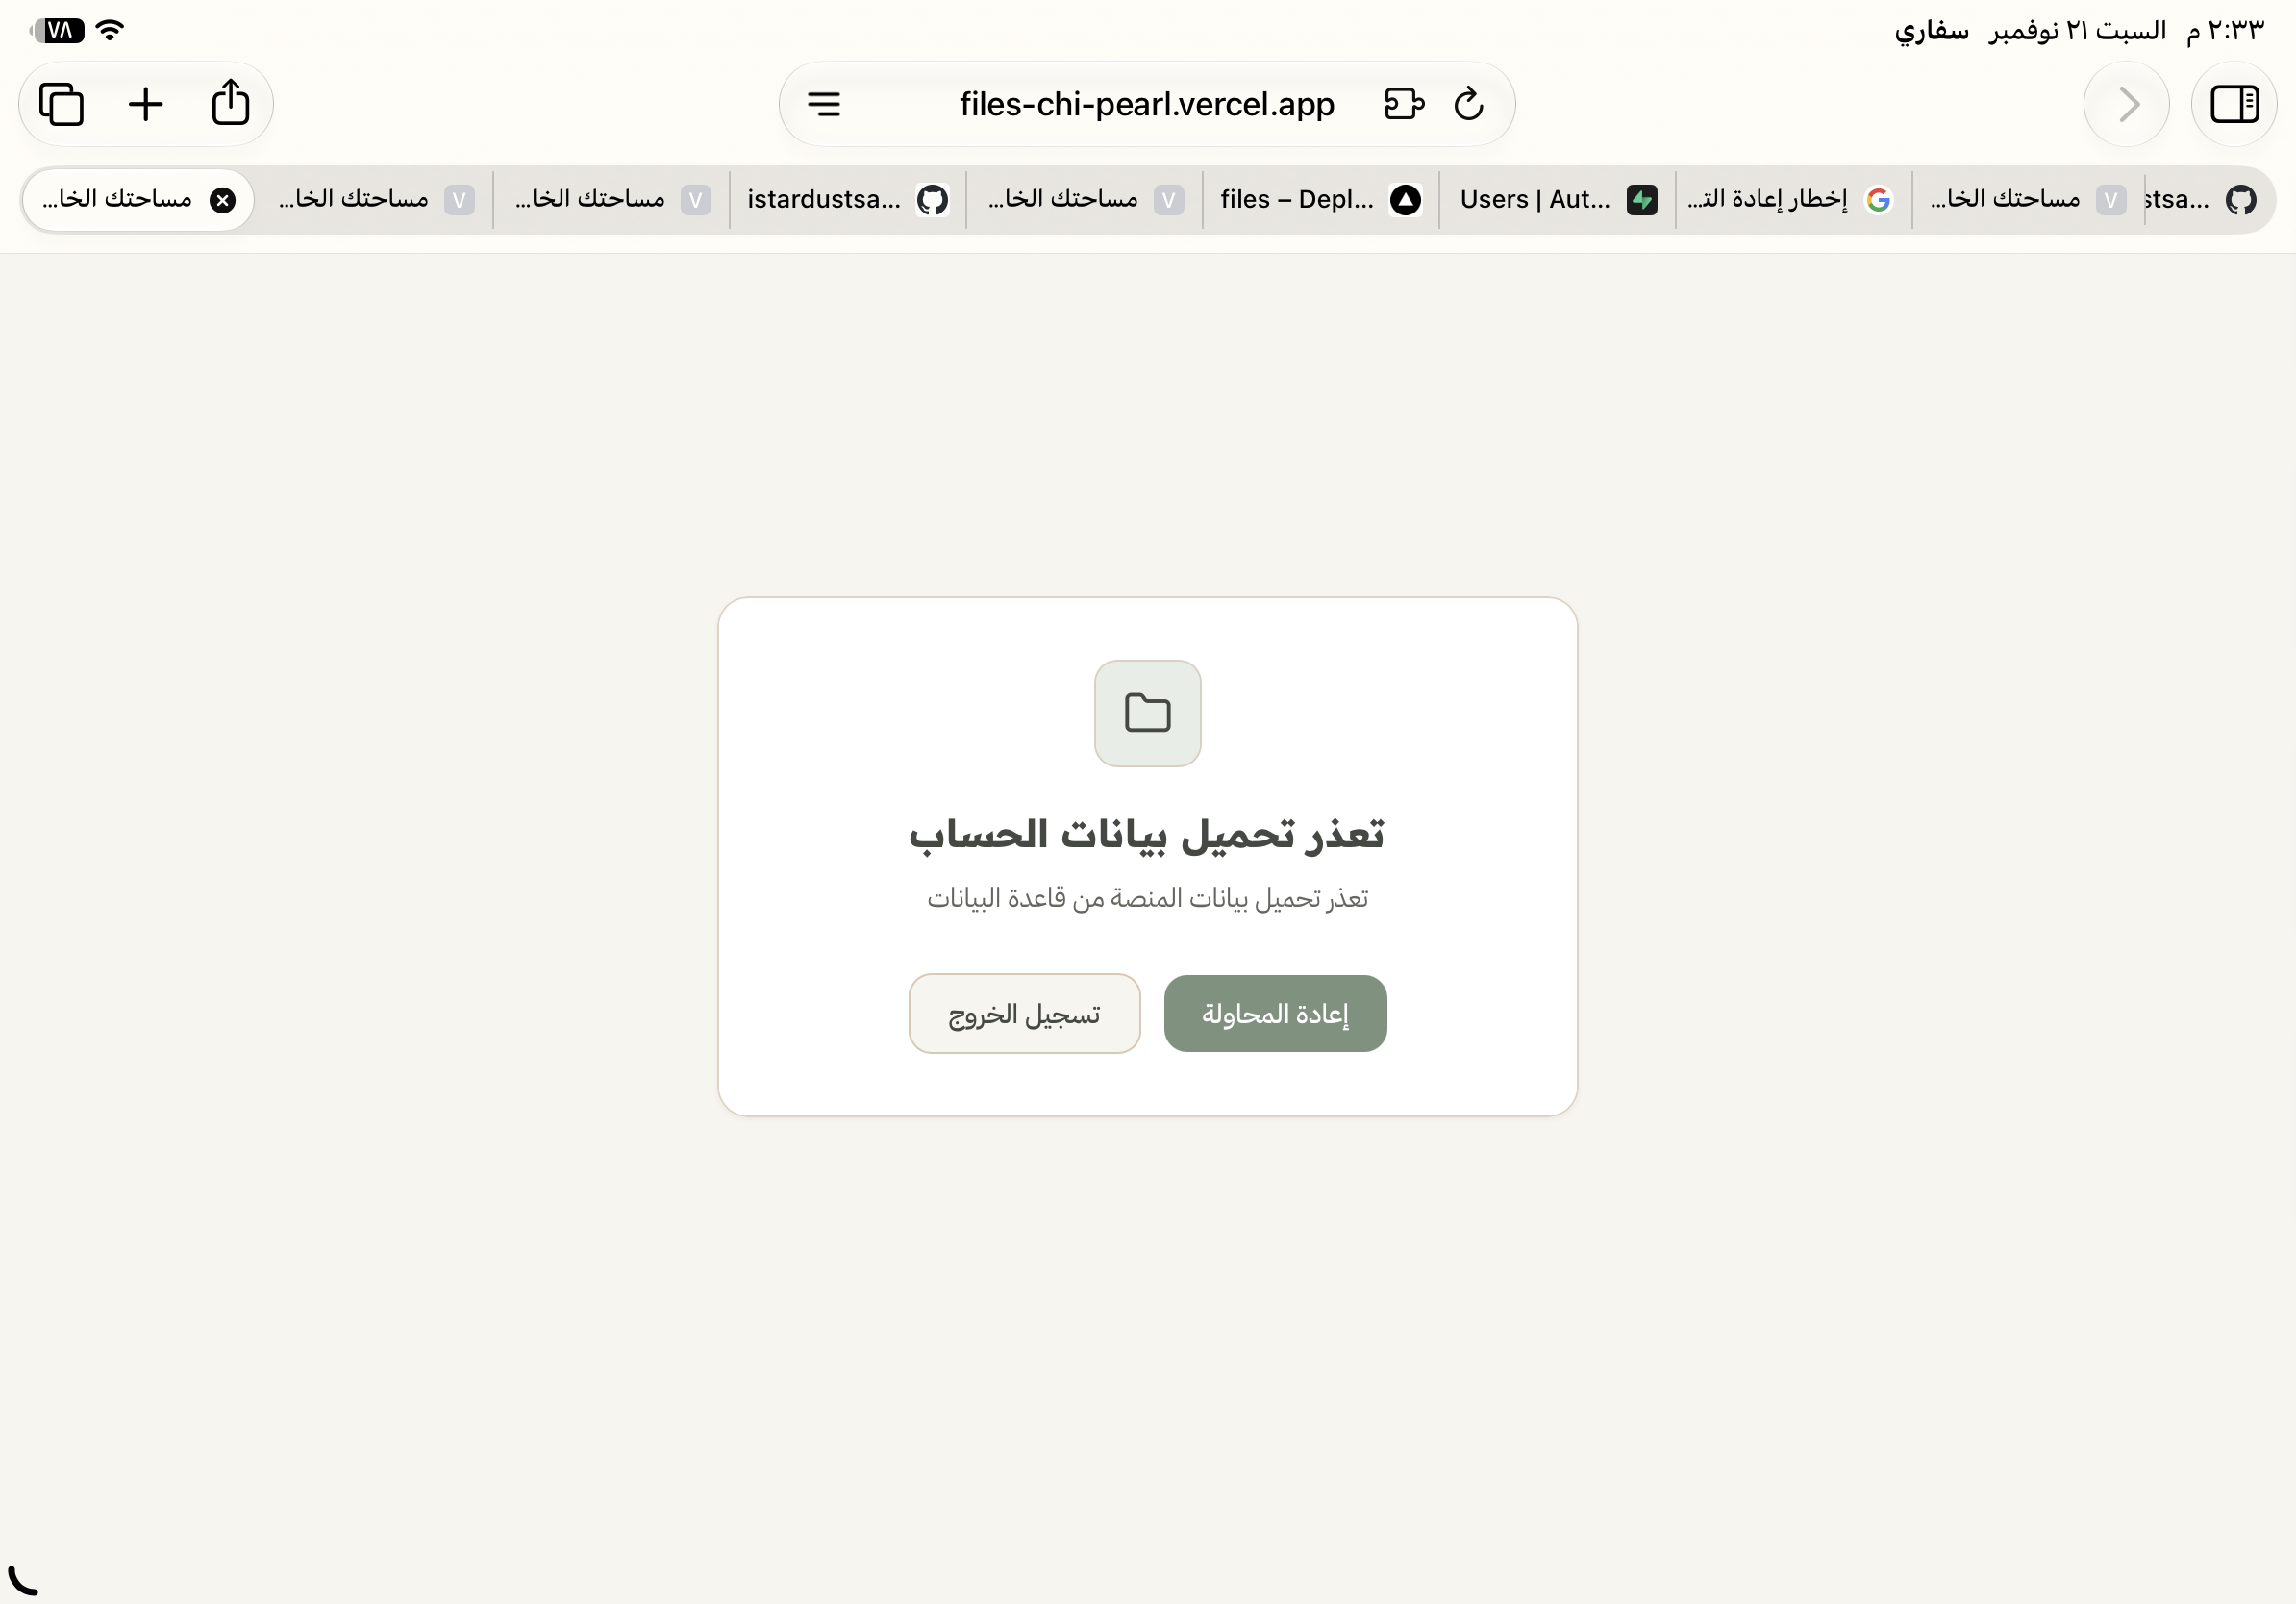 ٢:٣٣ م السبت ٢١ نوفمبر سفاري
٧٨
files-chi-pearl.vercel.app
stsa...
مساحتك الخا...
إخطار إعادة الت...
Users | Aut...
files – Depl...
مساحتك الخا...
istardustsa...
مساحتك الخا...
مساحتك الخا...
مساحتك الخا...
تعذر تحميل بيانات الحساب
تعذر تحميل بيانات المنصة من قاعدة البيانات
إعادة المحاولة
تسجيل الخروج